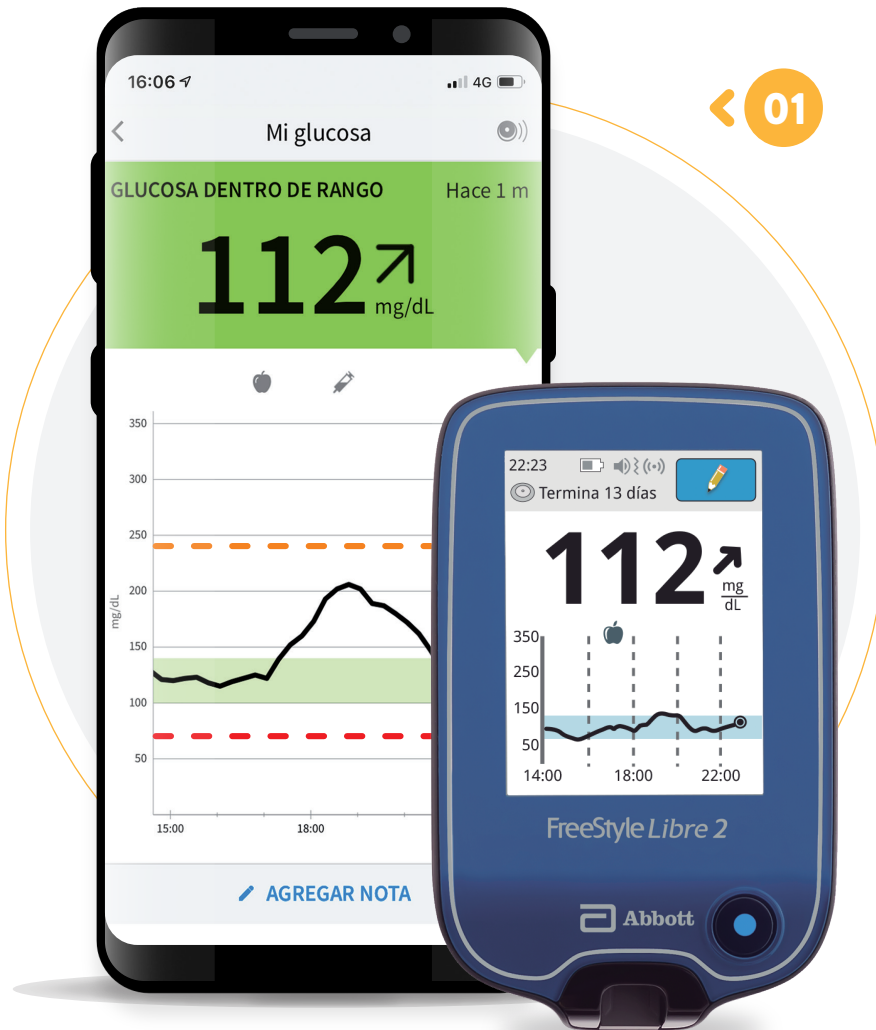 01
16:06
4G
Mi glucosa
GLUCOSA DENTRO DE RANGO
Hace 1 m
112
mg/dL
350
300
250
200
150
100
50
mg/dL
15:00
18:00
AGREGAR NOTA
22:23
Termina 13 días
112
mg
dL
350
250
150
50
14:00
18:00
22:00
FreeStyle Libre 2
Abbott